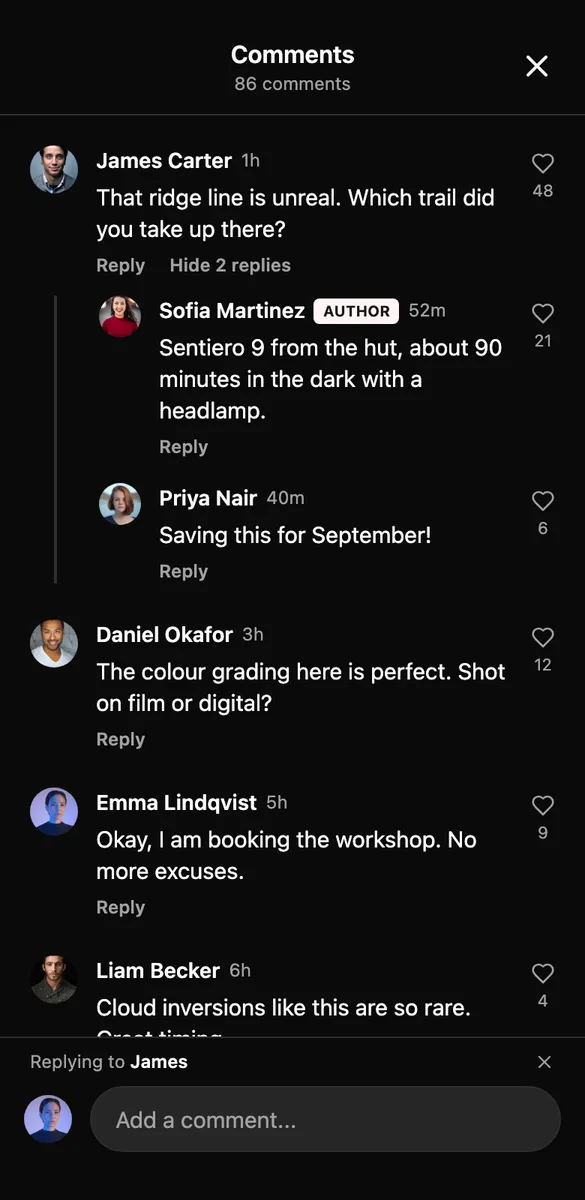 Comments
86 comments
James Carter 1h
48
That ridge line is unreal. Which trail did
you take up there?
Reply Hide 2 replies
Sofia Martinez AUTHOR 52m
21
Sentiero 9 from the hut, about 90
minutes in the dark with a
headlamp.
Reply
Priya Nair 40m
6
Saving this for September!
Reply
Daniel Okafor 3h
12
The colour grading here is perfect. Shot
on film or digital?
Reply
Emma Lindqvist 5h
9
Okay, I am booking the workshop. No
more excuses.
Reply
Liam Becker 6h
4
Cloud inversions like this are so rare.
Great timing.
Replying to James
Add a comment...